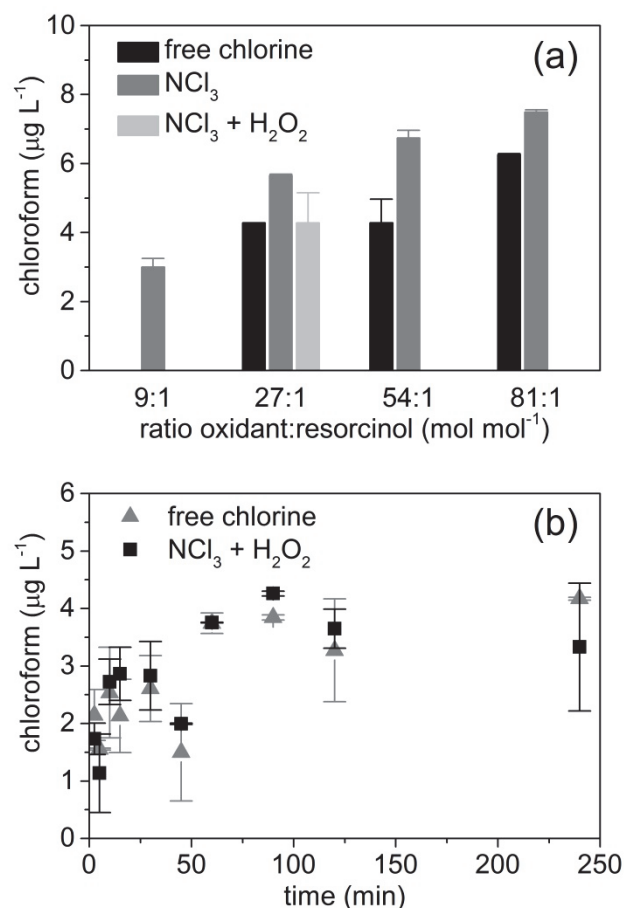 (a)
free chlorine
NCl₃
NCl₃ + H₂O₂
chloroform (µg L⁻¹)
10
8
6
4
2
0
9:1 27:1 54:1 81:1
ratio oxidant:resorcinol (mol mol⁻¹)
(b)
free chlorine
NCl₃ + H₂O₂
chloroform (µg L⁻¹)
6
5
4
3
2
1
0
0 50 100 150 200 250
time (min)